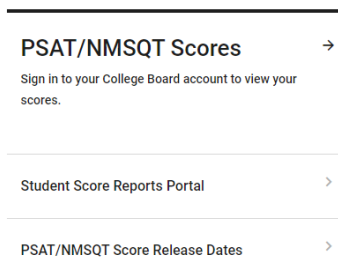 PSAT/NMSQT Scores
Sign in to your College Board account to view your
scores.
Student Score Reports Portal
PSAT/NMSQT Score Release Dates